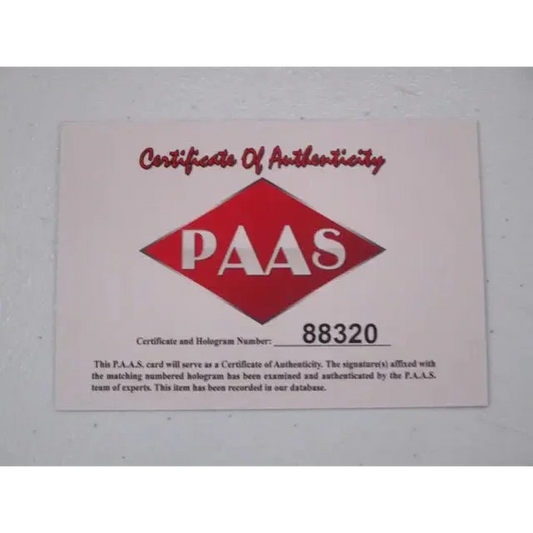 Certificate Of Authenticity
PAAS
Certificate and Hologram Number: 88320
This P.A.A.S. card will serve as a Certificate of Authenticity. The signature(s) affixed with
the matching numbered hologram has been examined and authenticated by the P.A.A.S.
team of experts. This item has been recorded in our database.